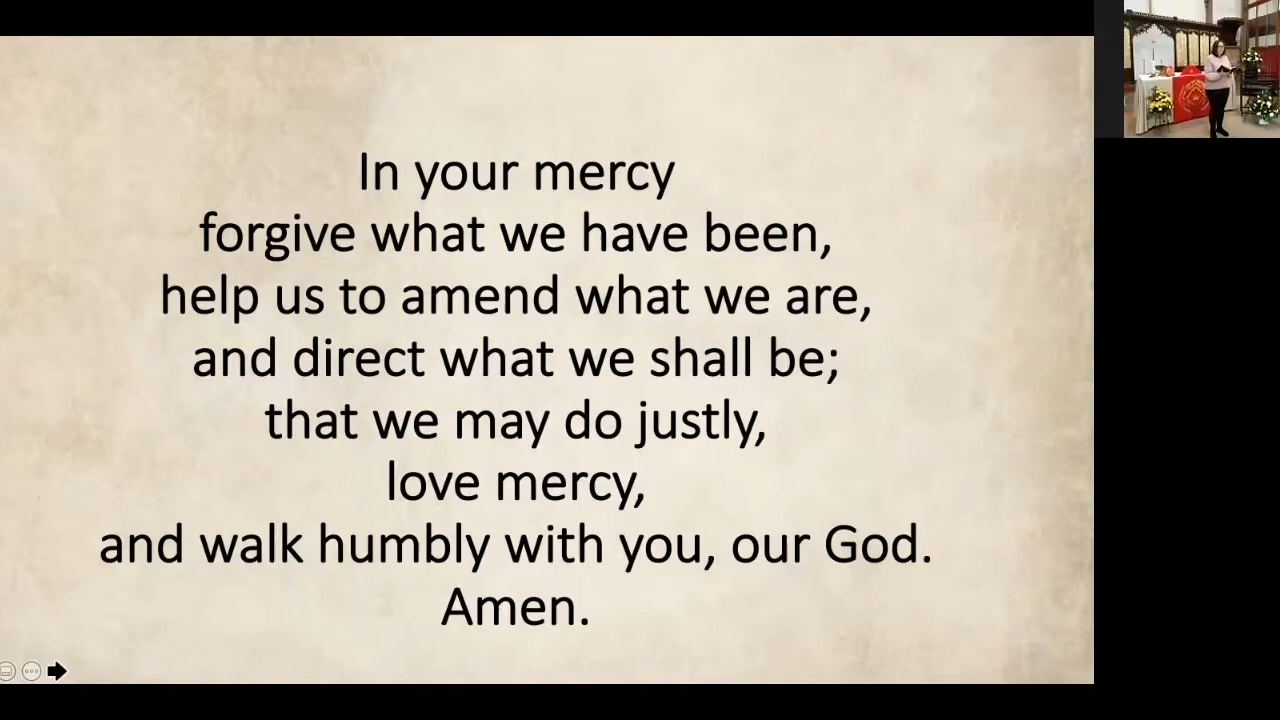 In your mercy
forgive what we have been,
help us to amend what we are,
and direct what we shall be;
that we may do justly,
love mercy,
and walk humbly with you, our God.
Amen.